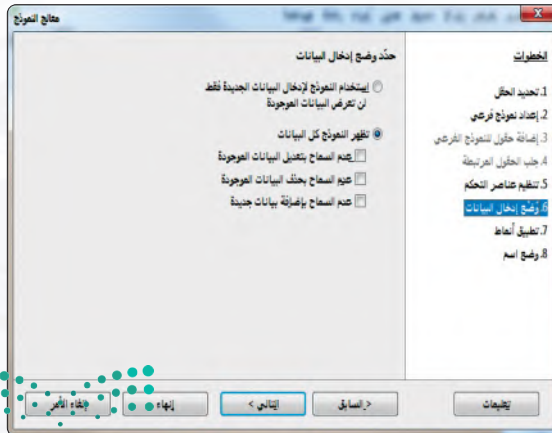 معالج النموذج
الخطوات
1.تحديد الحقل
2.إعداد نموذج فرعي
3.إضافة حقول للنموذج الفرعي
4.جلب الحقول المرتبطة
5.تنظيم عناصر التحكم
6.وضع إدخال البيانات
7.تطبيق أنماط
8.وضع اسم
حدّد وضع إدخال البيانات
إستخدام النموذج لإدخال البيانات الجديدة فقط
لن تعرض البيانات الموجودة
تظهر النموذج كل البيانات
عدم السماح بتعديل البيانات الموجودة
عدم السماح بحذف البيانات الموجودة
عدم السماح بإضافة بيانات جديدة
تعليمات
< السابق
التالي >
إنهاء
إلغاء الأمر